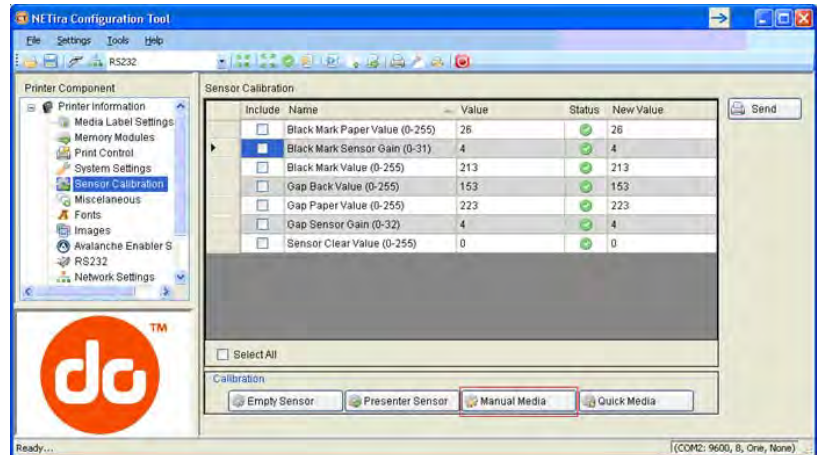 NETira Configuration Tool
File Settings Tools Help
RS232
Printer Component
Sensor Calibration
Printer Information
Media Label Settings
Memory Modules
Print Control
System Settings
Sensor Calibration
Miscelaneous
Fonts
Images
Avalanche Enabler S
RS232
Network Settings
Include Name Value Status New Value
Black Mark Paper Value (0-255) 26 26
Black Mark Sensor Gain (0-31) 4 4
Black Mark Value (0-255) 213 213
Gap Back Value (0-255) 153 153
Gap Paper Value (0-255) 223 223
Gap Sensor Gain (0-32) 4 4
Sensor Clear Value (0-255) 0 0
Send
Select All
Calibration
Empty Sensor Presenter Sensor Manual Media Quick Media
do TM
Ready... (COM2: 9600, 8, One, None)